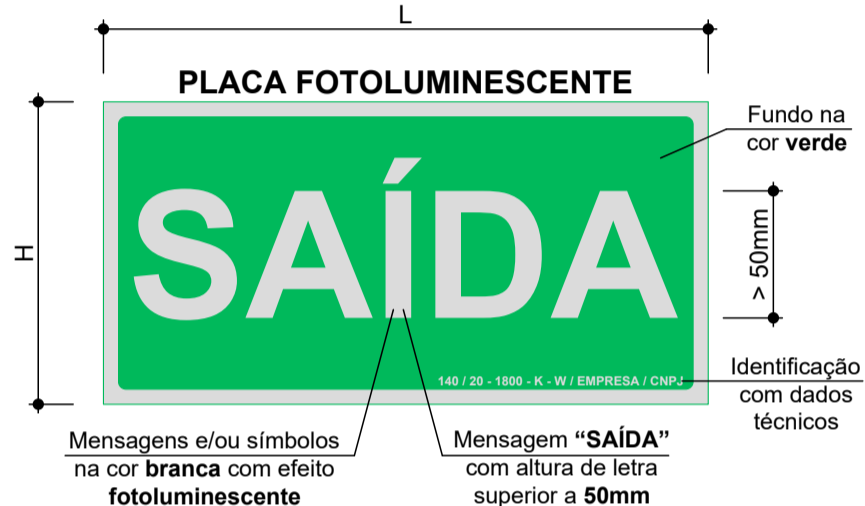 L
PLACA FOTOLUMINESCENTE
H
Fundo na
cor verde
SAÍDA
> 50mm
140 / 20 - 1800 - K - W / EMPRESA / CNPJ
Identificação
com dados
técnicos
Mensagens e/ou símbolos
na cor branca com efeito
fotoluminescente
Mensagem “SAÍDA”
com altura de letra
superior a 50mm